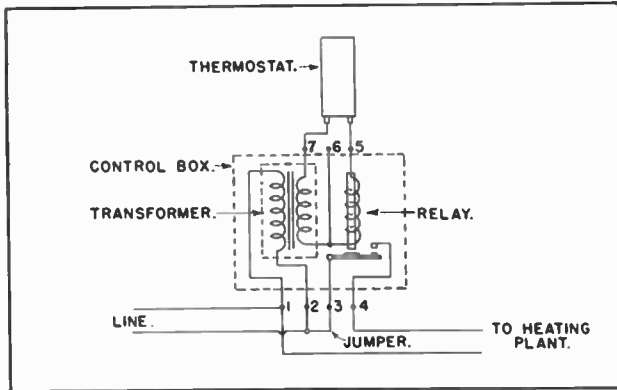 THERMOSTAT.
7 6 5
CONTROL BOX.
TRANSFORMER.
RELAY.
1 2 3 4
LINE.
JUMPER.
TO HEATING
PLANT.